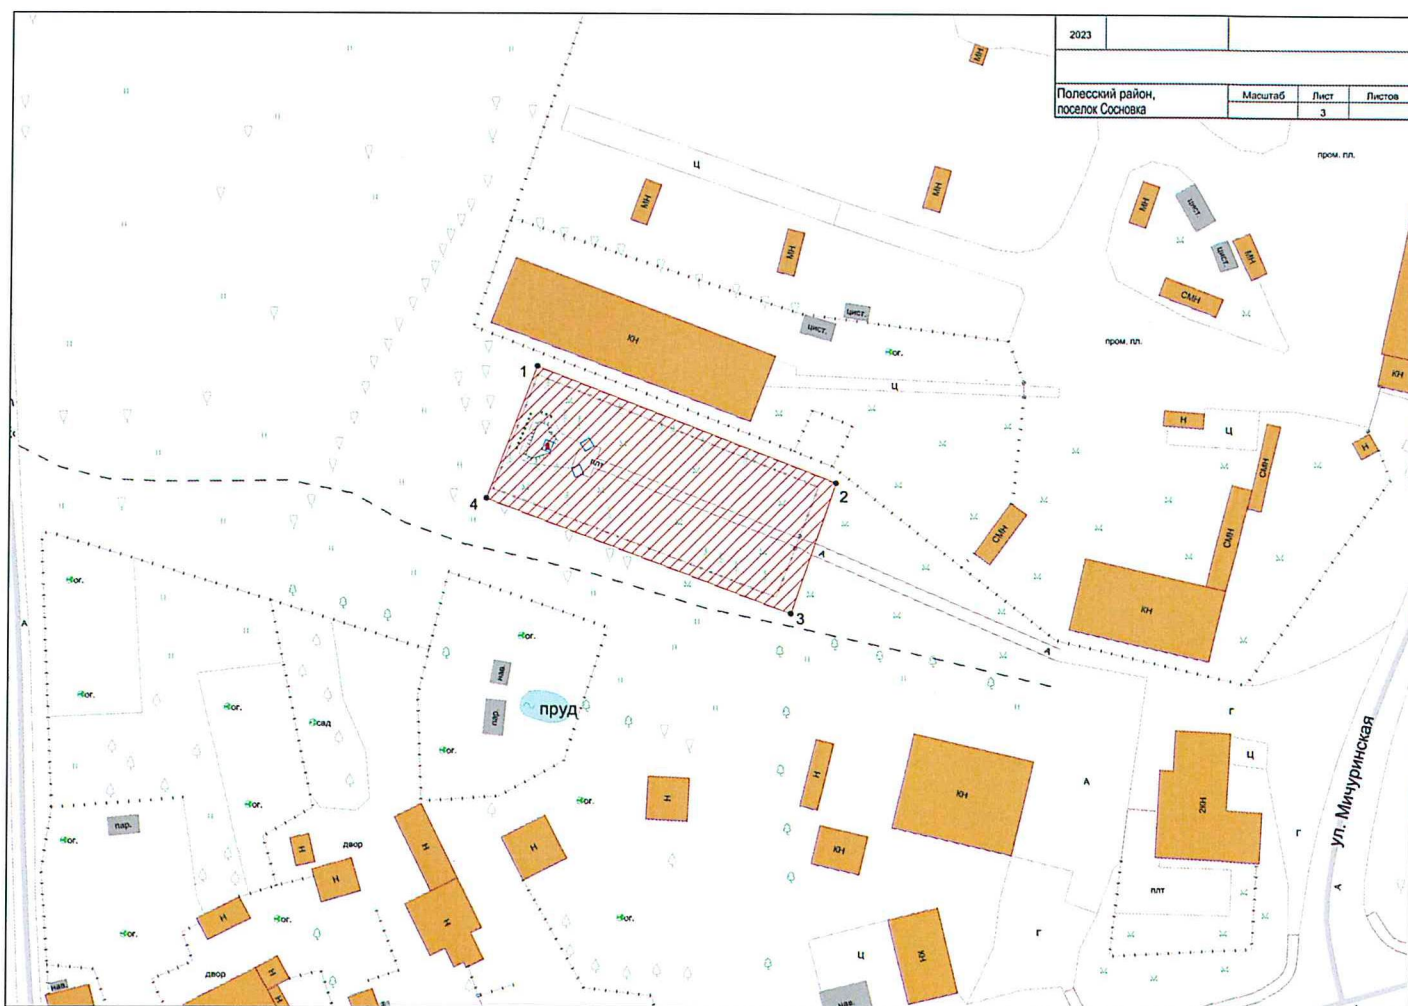 2023
Полесский район,
поселок Сосновка
Масштаб Лист Листов
3
МН
пром. пл.
Ц
МН
МН
МН
цист.
МН
цист.
МН
СМН
МН
цист.
цист.
КН
ог.
пром. пл.
1
Ц
КН
Н
Ц
Н
СМН
плт
2
4
А
СМН
СМН
КН
3
А
ог.
А
ог.
нав.
пар.
пруд
ог.
ог.
сад
ог.
Г
Ц
ул. Мичуринская
А
Н
КН
2КН
Н
ог.
ог.
пар.
ог.
двор
Н
Н
Н
Н
КН
Г
А
плт
Н
ог.
ог.
Н
ог.
Г
Ц
КН
двор
Н
Н
нав.
нав.